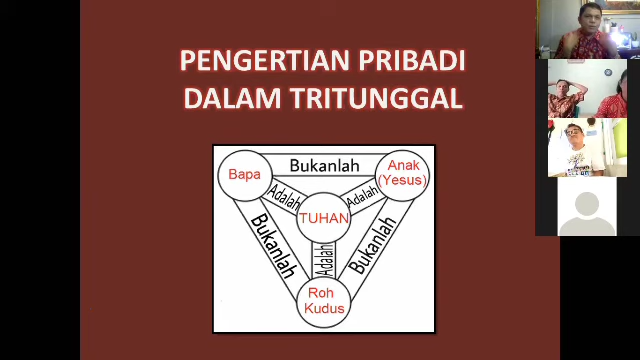 PENGERTIAN PRIBADI
DALAM TRITUNGGAL
Bapa
Bukanlah
Anak
(Yesus)
Adalah
Adalah
TUHAN
Bukanlah
Adalah
Bukanlah
Roh
Kudus